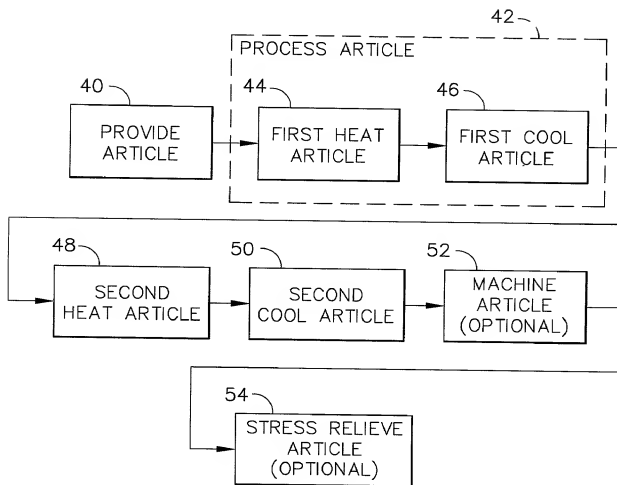 42
PROCESS ARTICLE
40
44
46
PROVIDE
ARTICLE
FIRST HEAT
ARTICLE
FIRST COOL
ARTICLE
48
50
52
SECOND
HEAT ARTICLE
SECOND
COOL ARTICLE
MACHINE
ARTICLE
(OPTIONAL)
54
STRESS RELIEVE
ARTICLE
(OPTIONAL)